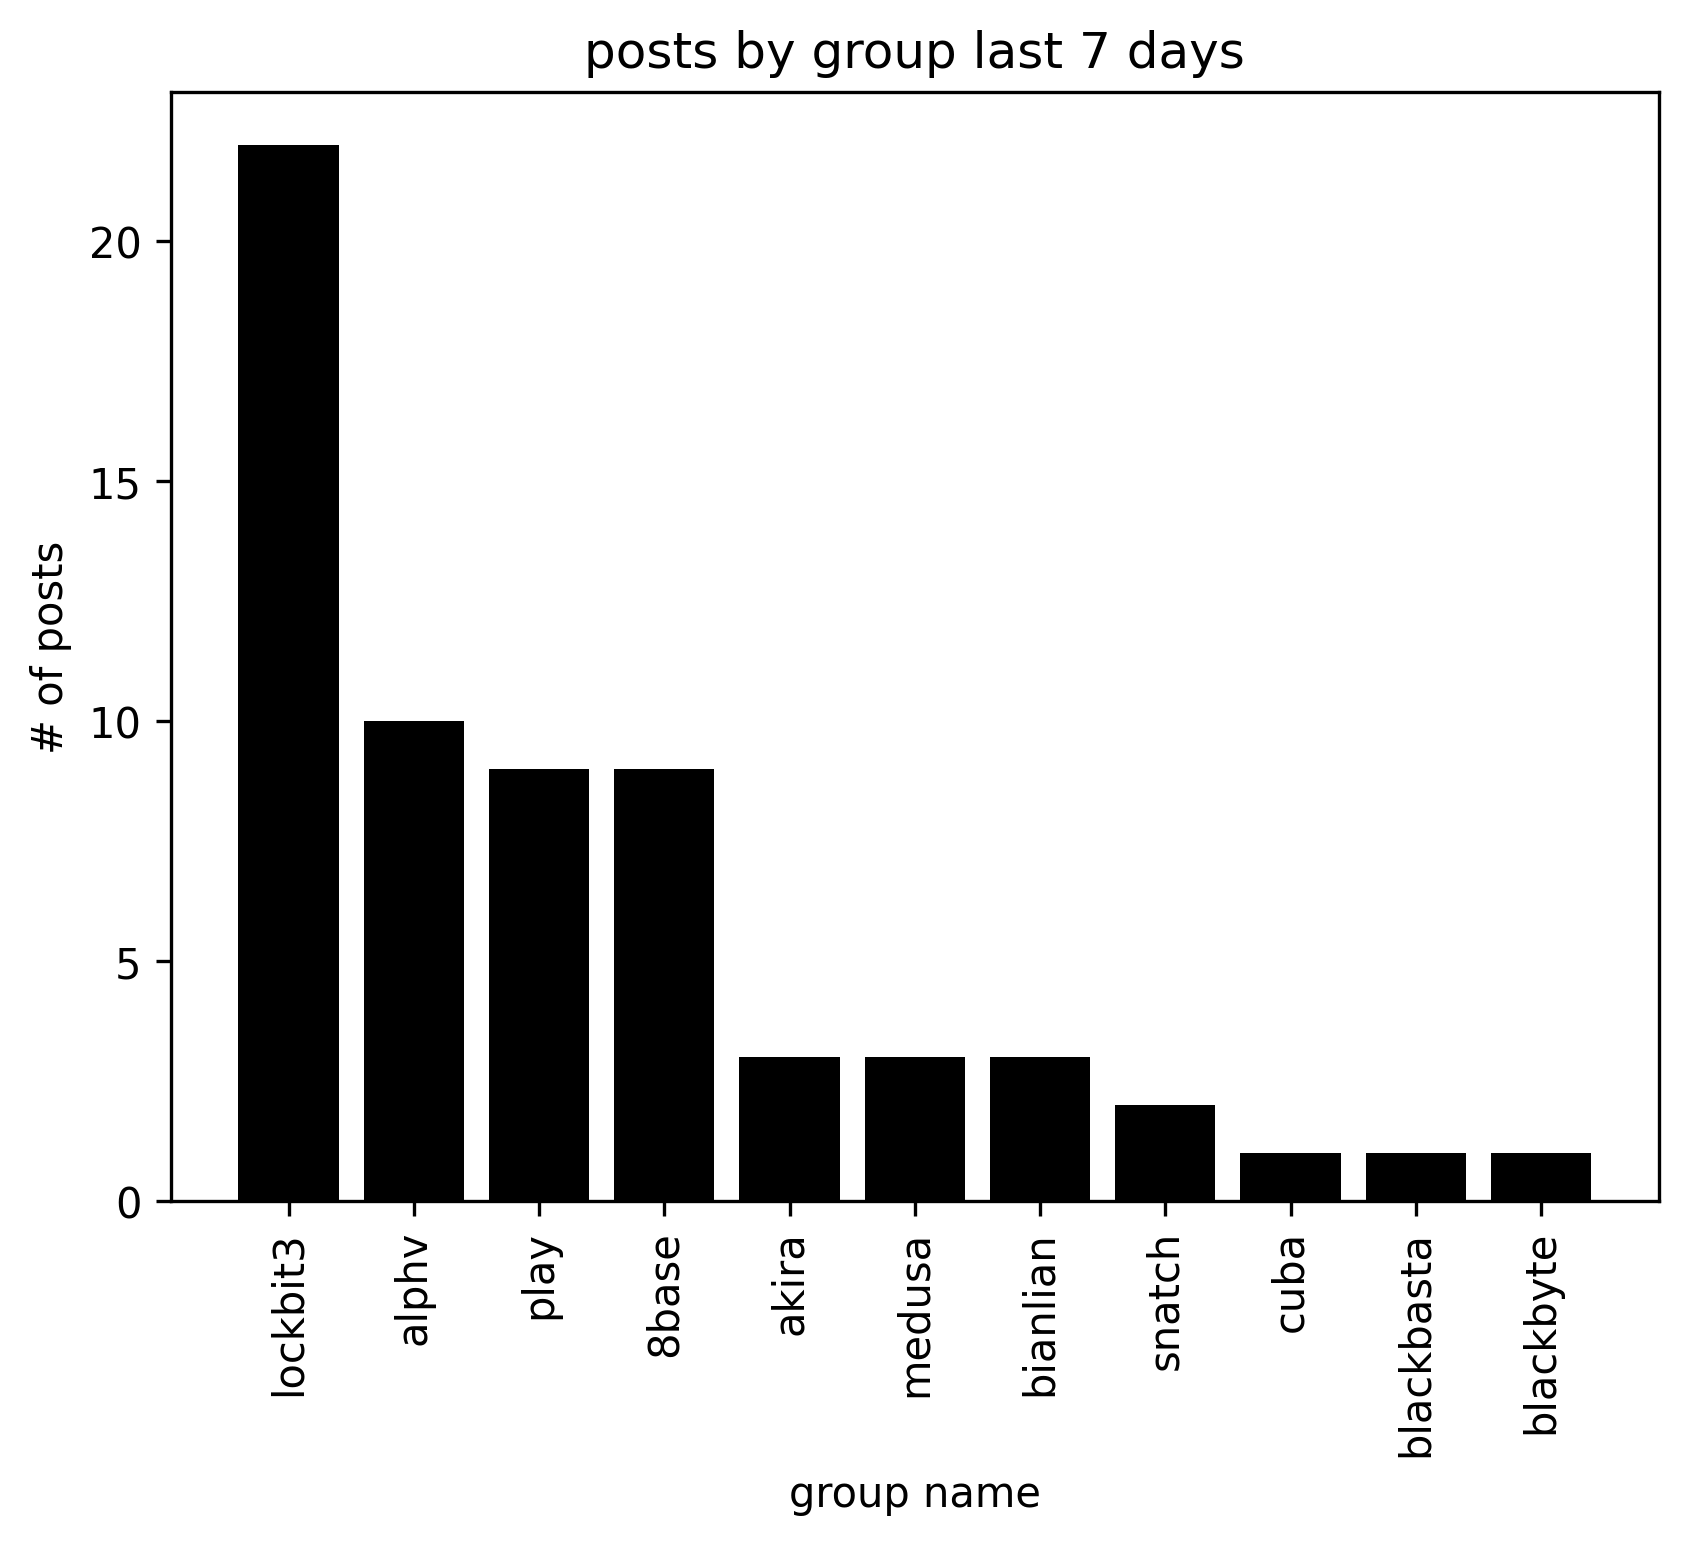 posts by group last 7 days
# of posts
20
15
10
5
0
lockbit3
alphv
play
8base
akira
medusa
bianlian
snatch
cuba
blackbasta
blackbyte
group name